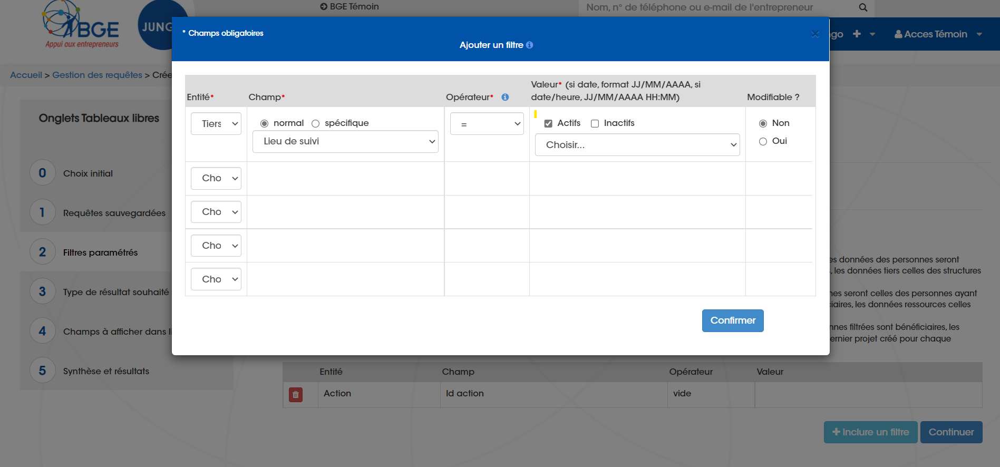 BGE Témoin
Nom, n° de téléphone ou e-mail de l'entrepreneur
BGE
Appui aux entrepreneurs
JUNG
* Champs obligatoires
Ajouter un filtre
go
Acces Témoin
Accueil > Gestion des requêtes > Crée
Entité* Champ* Opérateur* Valeur* (si date, format JJ/MM/AAAA, si
date/heure, JJ/MM/AAAA HH:MM) Modifiable ?
Tiers normal spécifique = Actifs Inactifs Non
Lieu de suivi Choisir... Oui
Cho
Cho
Cho
Cho
Confirmer
Onglets Tableaux libres
0 Choix initial
1 Requêtes sauvegardées
2 Filtres paramétrés
3 Type de résultat souhaité
4 Champs à afficher dans li
5 Synthèse et résultats
es données des personnes seront
, les données tiers celles des structures
nes seront celles des personnes ayant
ciaires, les données ressources celles
nnes filtrées sont bénéficiaires, les
ernier projet créé pour chaque
Entité Champ Opérateur Valeur
Action Id action vide
Inclure un filtre Continuer